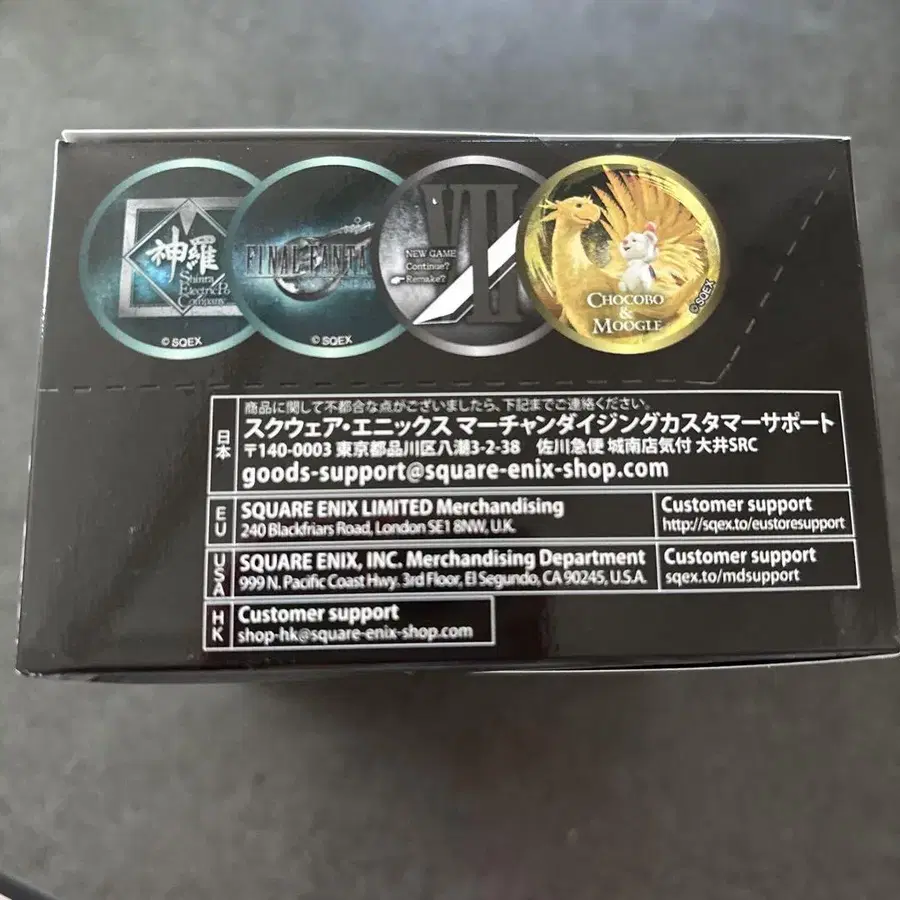 神羅
Shinra
Electric Po
Company
© SQEX
FINAL FANTA
© SQEX
VII
NEW GAME
Continue?
Remake?
CHOCOBO
&
MOOGLE
© SQEX
日本
商品に関して不都合な点がございましたら、下記までご連絡ください。
スクウェア・エニックス マーチャンダイジングカスタマーサポート
〒140-0003 東京都品川区八潮3-2-38 佐川急便 城南店気付 大井SRC
goods-support@square-enix-shop.com
EU
SQUARE ENIX LIMITED Merchandising
240 Blackfriars Road, London SE1 8NW, U.K.
Customer support
http://sqex.to/eustoresupport
USA
SQUARE ENIX, INC. Merchandising Department
999 N. Pacific Coast Hwy. 3rd Floor, El Segundo, CA 90245, U.S.A.
Customer support
sqex.to/mdsupport
HK
Customer support
shop-hk@square-enix-shop.com